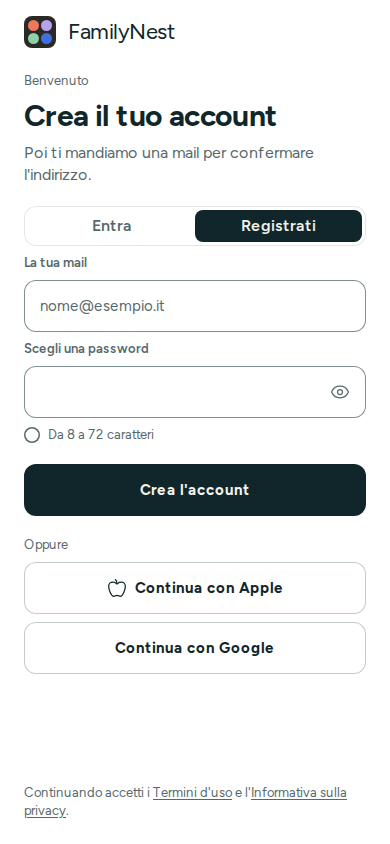 FamilyNest
Benvenuto
Crea il tuo account
Poi ti mandiamo una mail per confermare
l'indirizzo.
Entra
Registrati
La tua mail
nome@esempio.it
Scegli una password
Da 8 a 72 caratteri
Crea l'account
Oppure
Continua con Apple
Continua con Google
Continuando accetti i Termini d'uso e l'Informativa sulla
privacy.